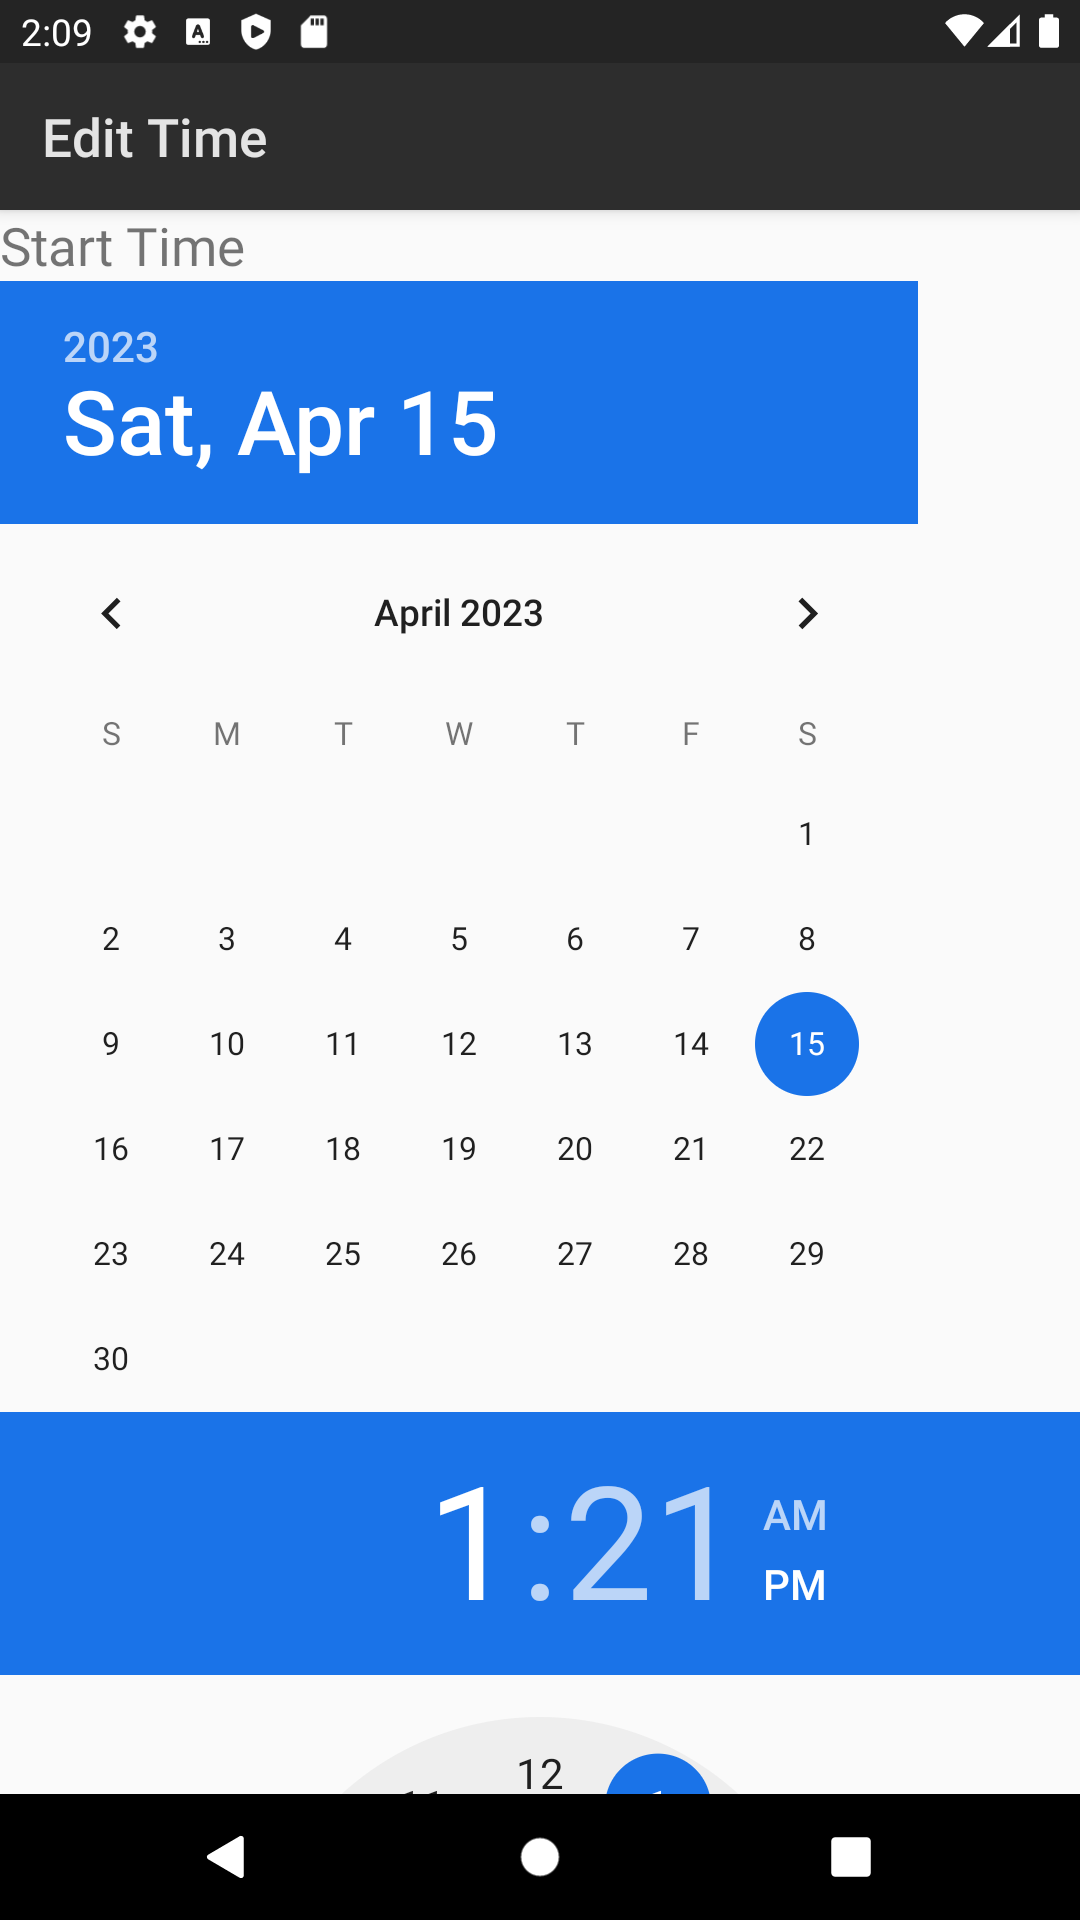 2:09
Edit Time
Start Time
2023
Sat, Apr 15
April 2023
S M T W T F S
1
2 3 4 5 6 7 8
9 10 11 12 13 14 15
16 17 18 19 20 21 22
23 24 25 26 27 28 29
30
1:21 AM PM
12